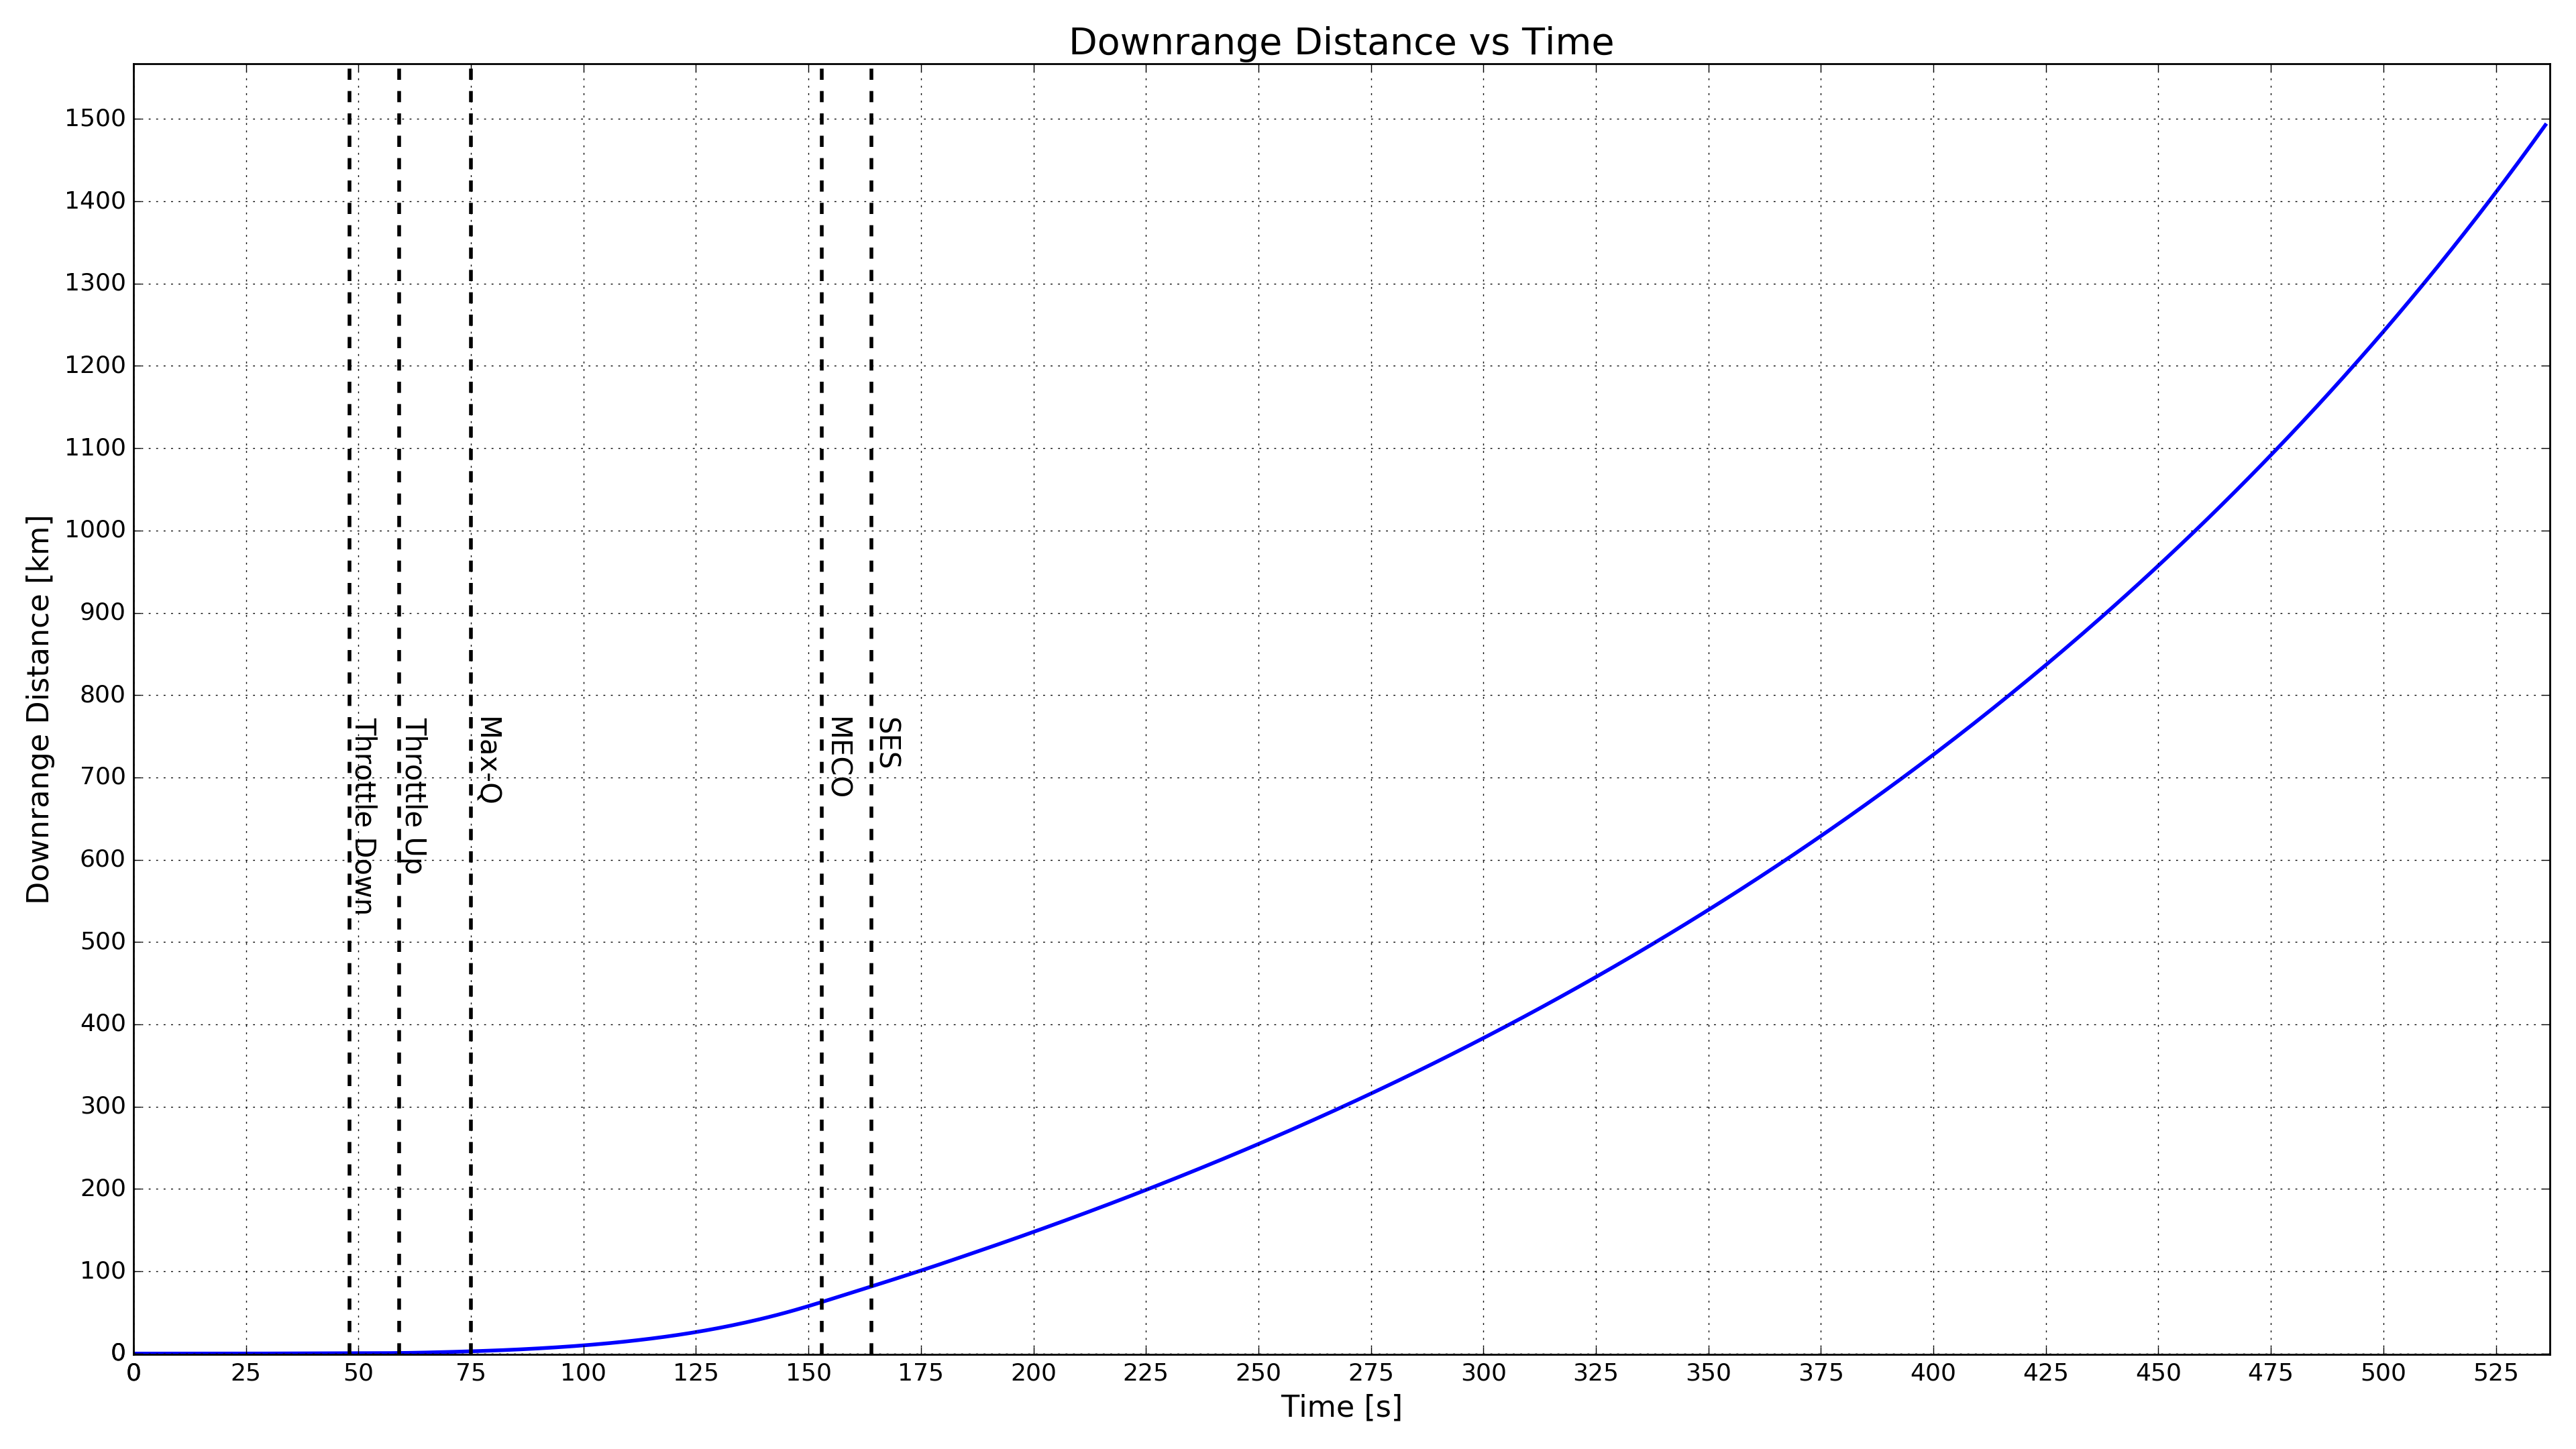 Downrange Distance vs Time
Downrange Distance [km]
1500
1400
1300
1200
1100
1000
900
800
700
600
500
400
300
200
100
0
Throttle Down
Throttle Up
Max-Q
MECO
SES
0 25 50 75 100 125 150 175 200 225 250 275 300 325 350 375 400 425 450 475 500 525
Time [s]